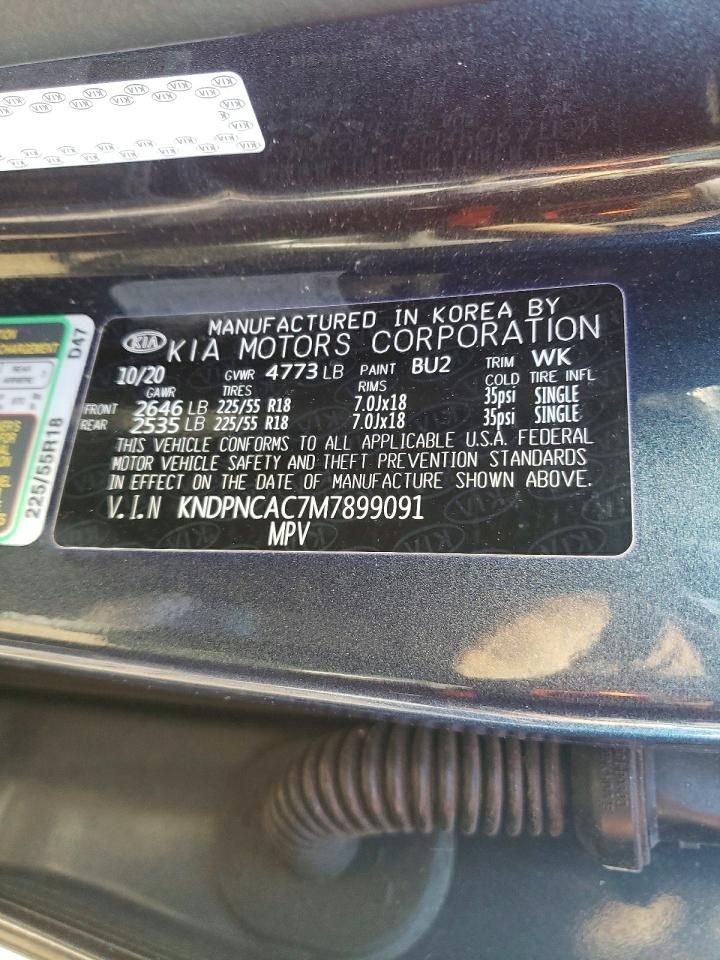 MANUFACTURED IN KOREA BY
KIA KIA MOTORS CORPORATION
10/20 GVWR 4773 LB PAINT BU2 TRIM WK
GAWR TIRES RIMS COLD TIRE INFL
FRONT 2646 LB 225/55 R18 7.0Jx18 35psi SINGLE
REAR 2535 LB 225/55 R18 7.0Jx18 35psi SINGLE
THIS VEHICLE CONFORMS TO ALL APPLICABLE U.S.A. FEDERAL
MOTOR VEHICLE SAFETY AND THEFT PREVENTION STANDARDS
IN EFFECT ON THE DATE OF MANUFACTURE SHOWN ABOVE.
V.I.N KNDPNCAC7M7899091
MPV
225/55R18 D47